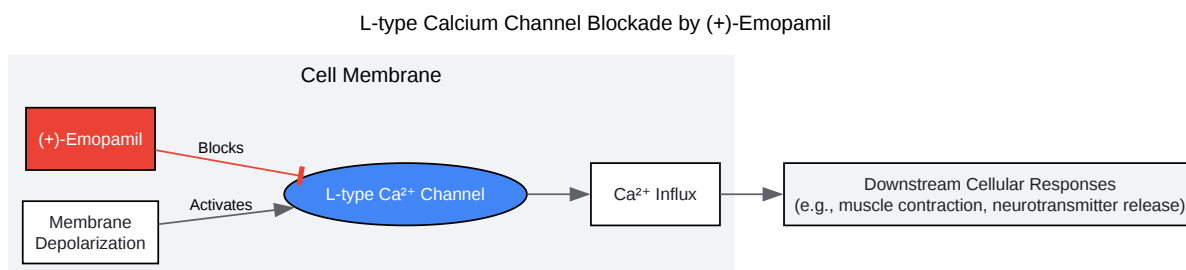 L-type Calcium Channel Blockade by (+)-Emopamil
Cell Membrane
(+)-Emopamil
Blocks
L-type Ca²⁺ Channel
Activates
Membrane
Depolarization
Ca²⁺ Influx
Downstream Cellular Responses
(e.g., muscle contraction, neurotransmitter release)